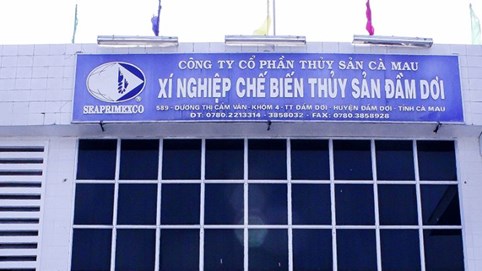 CÔNG TY CỔ PHẦN THỦY SẢN CÀ MAU
XÍ NGHIỆP CHẾ BIẾN THỦY SẢN ĐẦM DƠI
SEAPRIMEXCO ®
589 - DƯƠNG THỊ CẨM VÂN - KHÓM 4 - TT ĐẦM DƠI - HUYỆN ĐẦM DƠI - TỈNH CÀ MAU
ĐT: 0780.2213314 - 3858032 - FAX: 0780.3858928